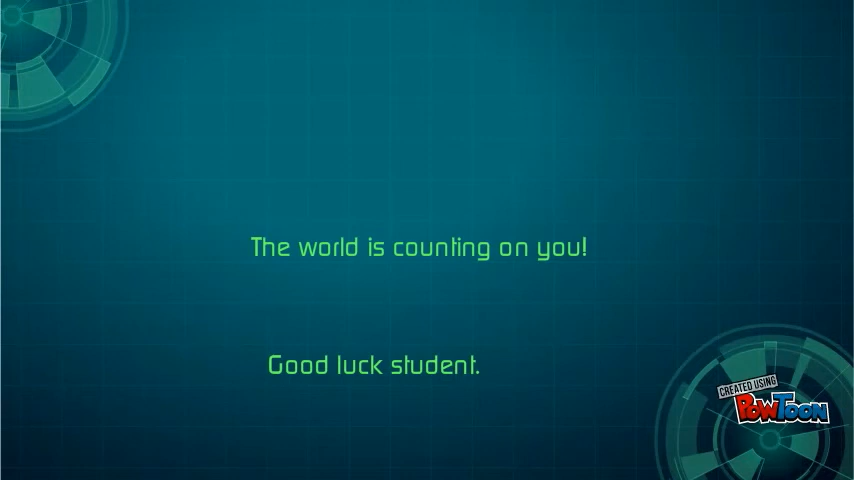 The world is counting on you!
Good luck student.
CREATED USING
POWTOON